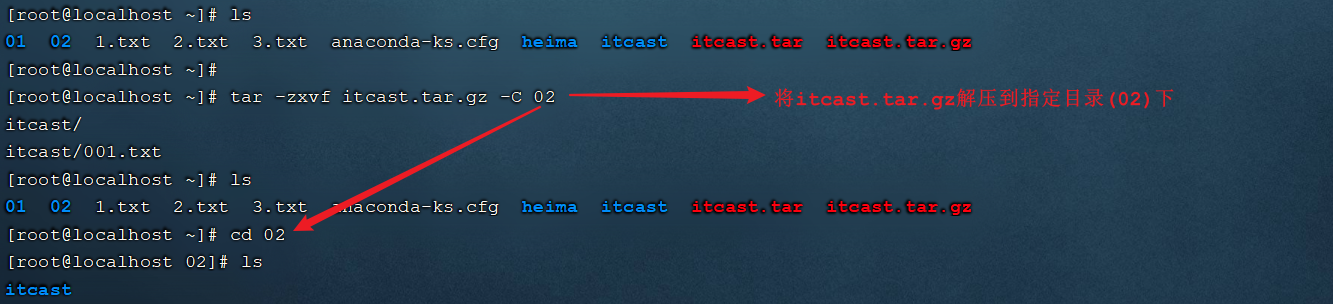 [root@localhost ~]# ls
01  02  1.txt  2.txt  3.txt  anaconda-ks.cfg  heima  itcast  itcast.tar  itcast.tar.gz
[root@localhost ~]#
[root@localhost ~]# tar -zxvf itcast.tar.gz -C 02 将itcast.tar.gz解压到指定目录(02)下
itcast/
itcast/001.txt
[root@localhost ~]# ls
01  02  1.txt  2.txt  3.txt  anaconda-ks.cfg  heima  itcast  itcast.tar  itcast.tar.gz
[root@localhost ~]# cd 02
[root@localhost 02]# ls
itcast